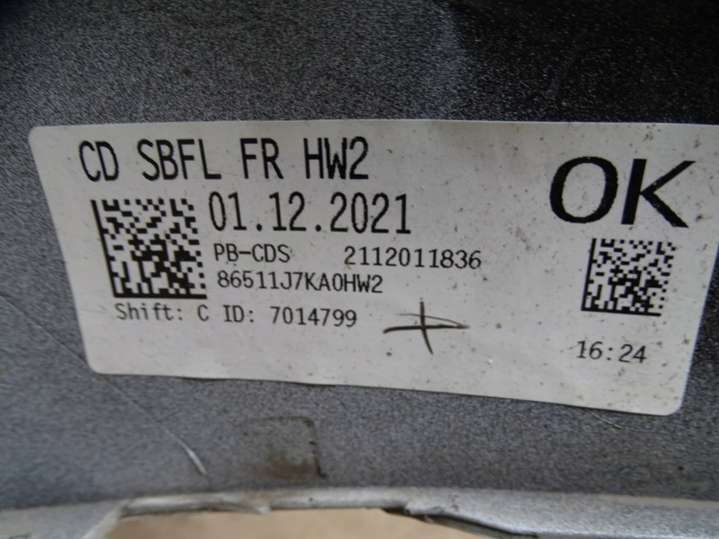 CD SBFL FR HW2
OK
01.12.2021
PB-CDS 2112011836
86511J7KA0HW2
Shift: C ID: 7014799
16:24